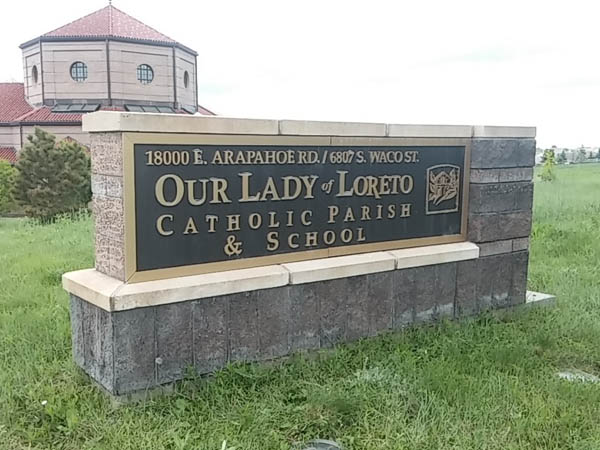 18000 E. ARAPAHOE RD. / 6807 S. WACO ST.
OUR LADY of LORETO
CATHOLIC PARISH
& SCHOOL